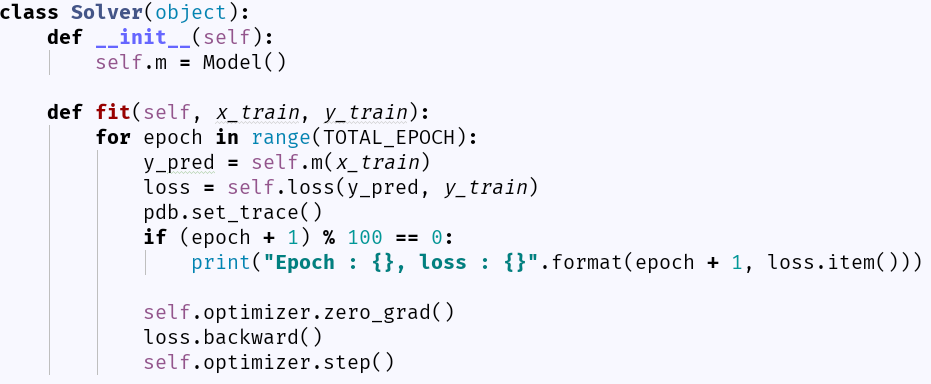 class Solver(object):
    def __init__(self):
        self.m = Model()
    def fit(self, x_train, y_train):
        for epoch in range(TOTAL_EPOCH):
            y_pred = self.m(x_train)
            loss = self.loss(y_pred, y_train)
            pdb.set_trace()
            if (epoch + 1) % 100 == 0:
                print("Epoch : {}, loss : {}".format(epoch + 1, loss.item()))
            self.optimizer.zero_grad()
            loss.backward()
            self.optimizer.step()